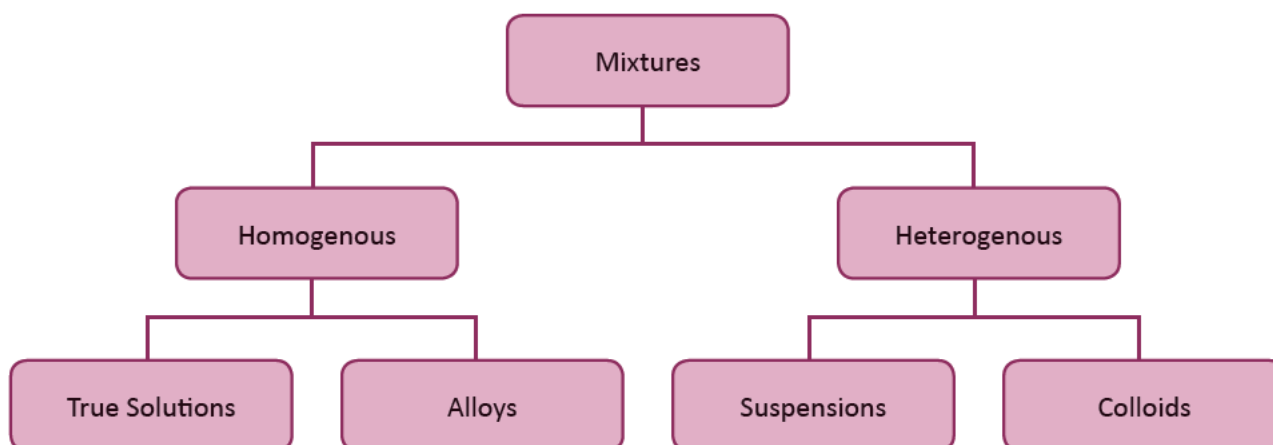 Mixtures
Homogenous
Heterogenous
True Solutions
Alloys
Suspensions
Colloids